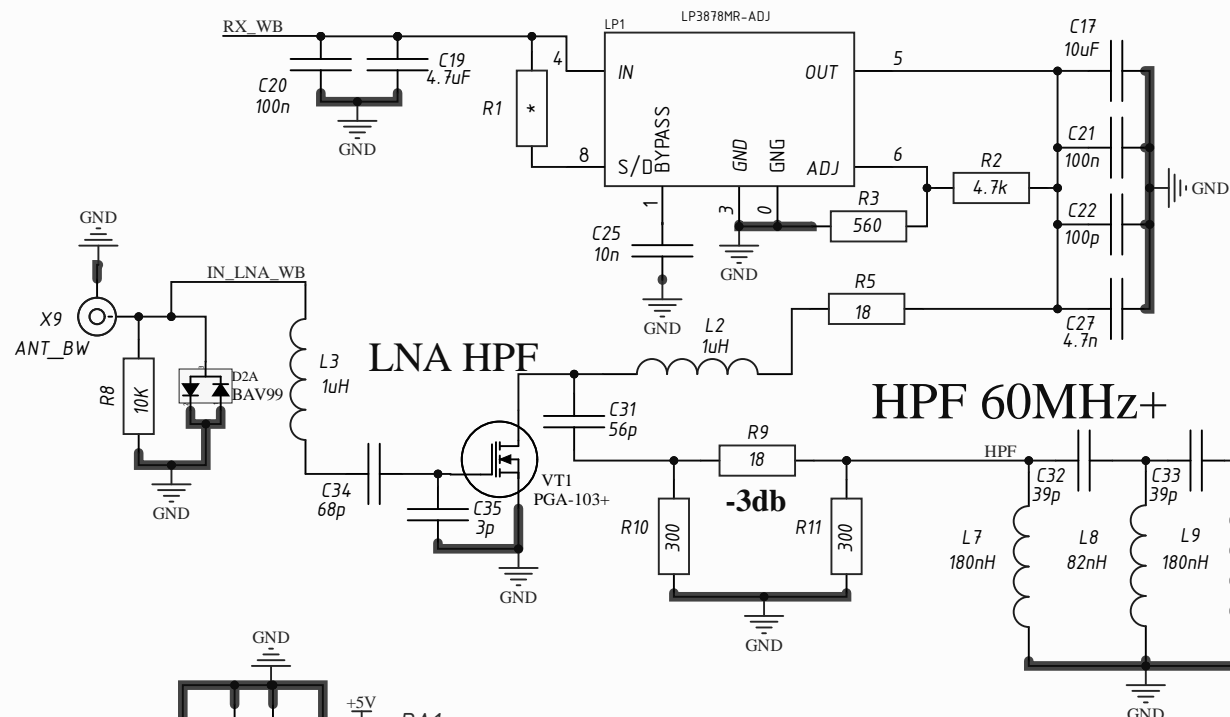 LP3878MR-ADJ
LP1
RX_WB
C20
100n
C19
4.7uF
GND
R1
*
4
8
IN
S/D
BYPASS
GND
GNG
OUT
ADJ
5
6
1
3
0
C25
10n
GND
GND
R3
560
R2
4.7k
C17
10uF
C21
100n
C22
100p
C27
4.7n
GND
R5
18
GND
X9
ANT_BW
IN_LNA_WB
R8
10K
D2A
BAV99
GND
L3
1uH
LNA HPF
L2
1uH
C34
68p
C35
3p
VT1
PGA-103+
GND
C31
56p
R9
18
-3db
R10
300
R11
300
GND
HPF 60MHz+
HPF
C32
39p
C33
39p
L7
180nH
L8
82nH
L9
180nH
GND
GND
+5V